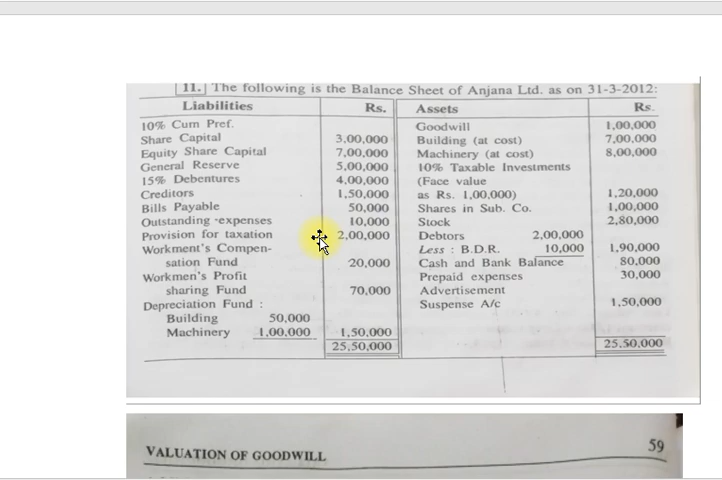 11. The following is the Balance Sheet of Anjana Ltd. as on 31-3-2012:
Liabilities Rs. Assets Rs.
10% Cum Pref. Goodwill 1,00,000
Share Capital 3,00,000 Building (at cost) 7,00,000
Equity Share Capital 7,00,000 Machinery (at cost) 8,00,000
General Reserve 5,00,000 10% Taxable Investments
15% Debentures 4,00,000 (Face value
Creditors 1,50,000 as Rs. 1,00,000) 1,20,000
Bills Payable 50,000 Shares in Sub. Co. 1,00,000
Outstanding -expenses 10,000 Stock 2,80,000
Provision for taxation 2,00,000 Debtors 2,00,000
Workment's Compen- Less : B.D.R. 10,000 1,90,000
sation Fund 20,000 Cash and Bank Balance 80,000
Workmen's Profit Prepaid expenses 30,000
sharing Fund 70,000 Advertisement
Depreciation Fund : Suspense A/c 1,50,000
Building 50,000
Machinery 1,00,000 1,50,000
25,50,000 25,50,000
VALUATION OF GOODWILL 59